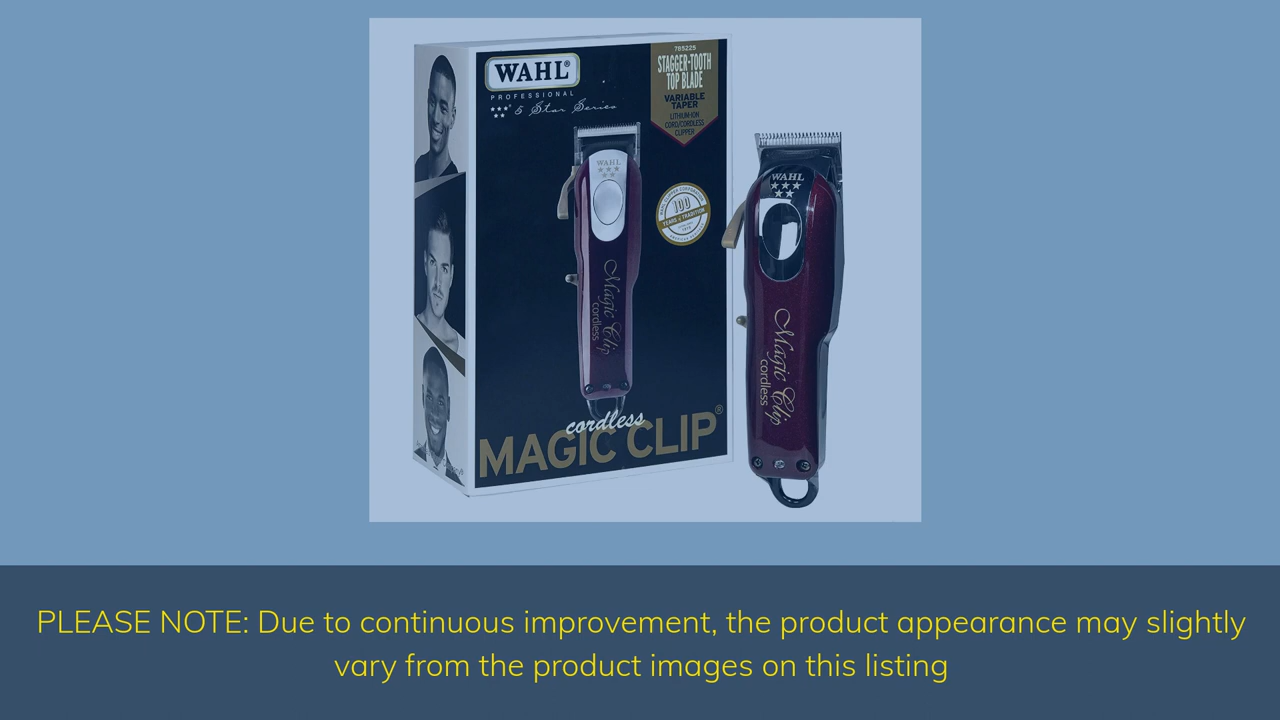 785225
STAGGER-TOOTH
TOP BLADE
VARIABLE
TAPER
LITHIUM-ION
CORD/CORDLESS
CLIPPER
WAHL®
PROFESSIONAL
5 Star Series
WAHL
100
YEARS of TRADITION
Magic Clip
cordless
cordless
MAGIC CLIP®
WAHL
Magic Clip
cordless
PLEASE NOTE: Due to continuous improvement, the product appearance may slightly
vary from the product images on this listing